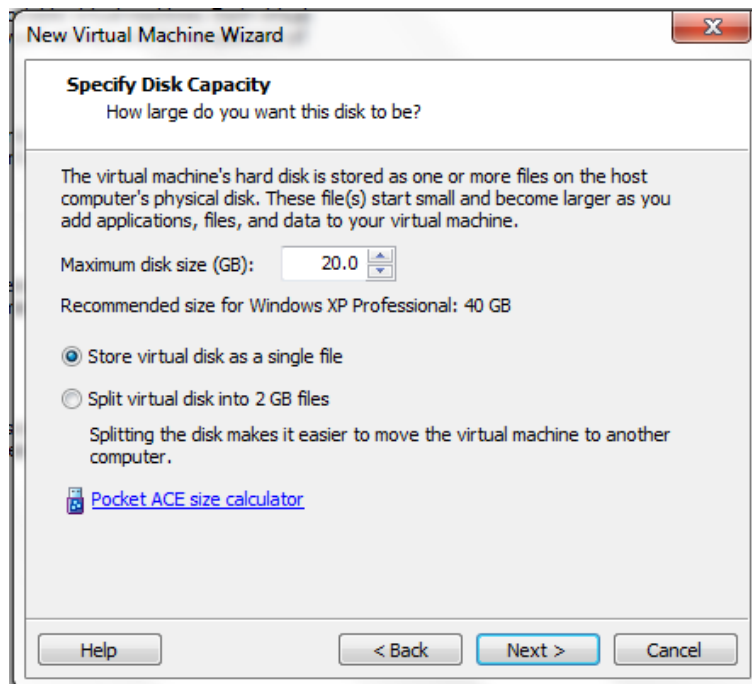 New Virtual Machine Wizard
Specify Disk Capacity
How large do you want this disk to be?
The virtual machine's hard disk is stored as one or more files on the host
computer's physical disk. These file(s) start small and become larger as you
add applications, files, and data to your virtual machine.
Maximum disk size (GB): 20.0
Recommended size for Windows XP Professional: 40 GB
Store virtual disk as a single file
Split virtual disk into 2 GB files
Splitting the disk makes it easier to move the virtual machine to another
computer.
Pocket ACE size calculator
Help < Back Next > Cancel